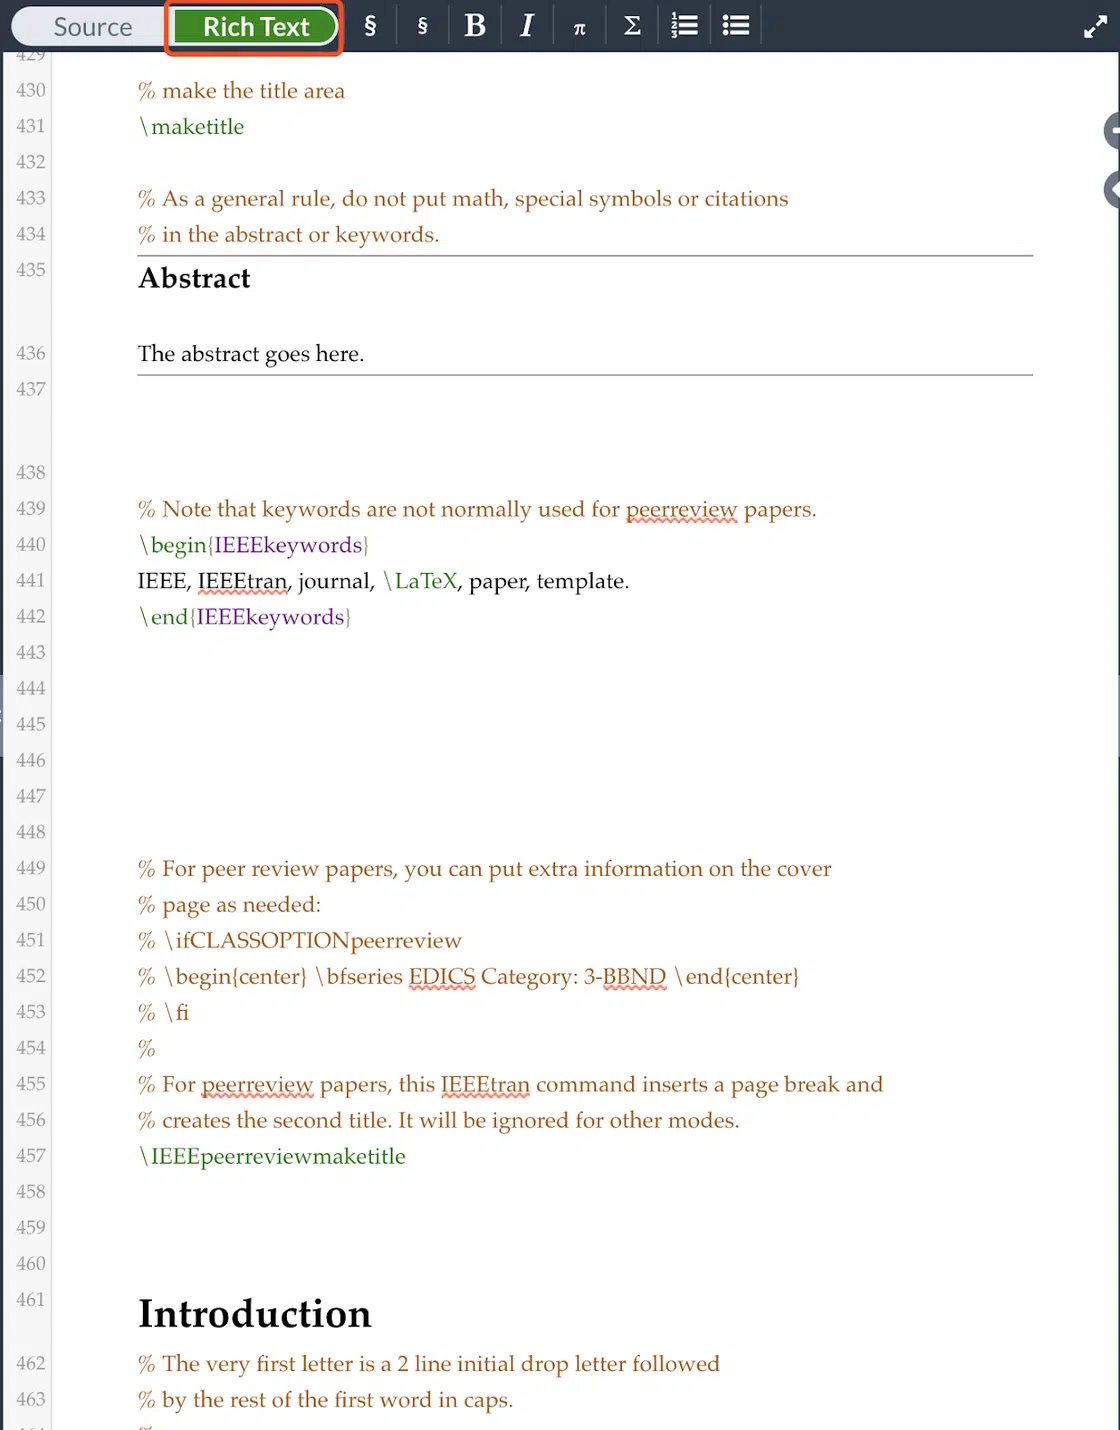 Source Rich Text § § B I π Σ
429
430 % make the title area
431 \maketitle
432
433 % As a general rule, do not put math, special symbols or citations
434 % in the abstract or keywords.
435 Abstract
436 The abstract goes here.
437
438
439 % Note that keywords are not normally used for peerreview papers.
440 \begin{IEEEkeywords}
441 IEEE, IEEEtran, journal, \LaTeX, paper, template.
442 \end{IEEEkeywords}
443
444
445
446
447
448
449 % For peer review papers, you can put extra information on the cover
450 % page as needed:
451 % \ifCLASSOPTIONpeerreview
452 % \begin{center} \bfseries EDICS Category: 3-BBND \end{center}
453 % \fi
454 %
455 % For peerreview papers, this IEEEtran command inserts a page break and
456 % creates the second title. It will be ignored for other modes.
457 \IEEEpeerreviewmaketitle
458
459
460
461 Introduction
462 % The very first letter is a 2 line initial drop letter followed
463 % by the rest of the first word in caps.